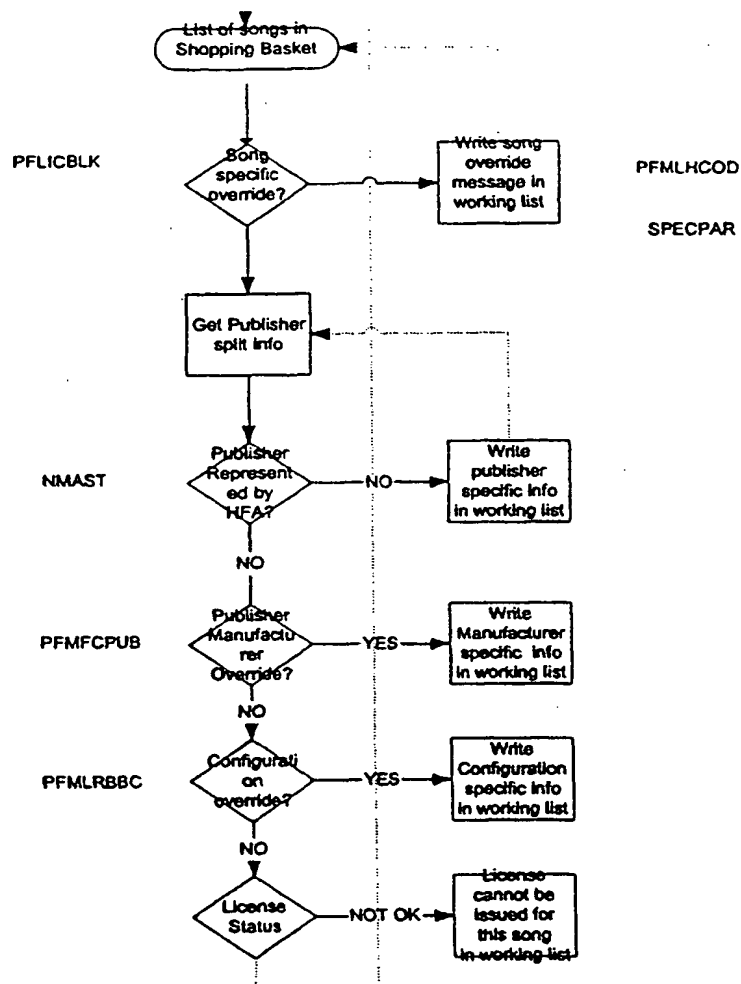 List of songs in
Shopping Basket
PFLICBLK
Song
specific
override?
Write song
override
message in
working list
PFMLHCOD
SPECPAR
Get Publisher
split info
NMAST
Publisher
Represent
ed by
HFA?
NO
Write
publisher
specific info
in working list
NO
PFMFCPUB
Publisher
Manufactu
rer
Override?
YES
Write
Manufacturer
specific info
in working list
NO
PFMLRBBC
Configurati
on
override?
YES
Write
Configuration
specific info
in working list
NO
License
Status
NOT OK
License
cannot be
issued for
this song
in working list